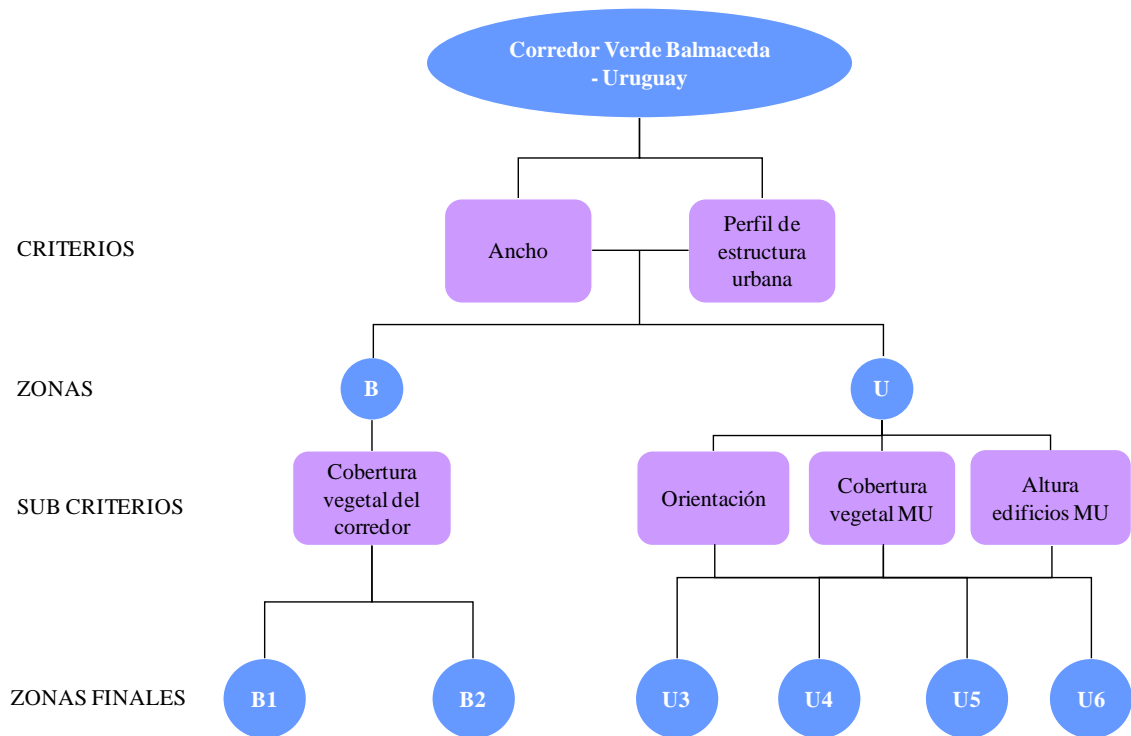 Corredor Verde Balmaceda
- Uruguay
CRITERIOS
Ancho
Perfil de
estructura
urbana
ZONAS
B
U
SUB CRITERIOS
Cobertura
vegetal del
corredor
Orientación
Cobertura
vegetal MU
Altura
edificios MU
ZONAS FINALES
B1
B2
U3
U4
U5
U6